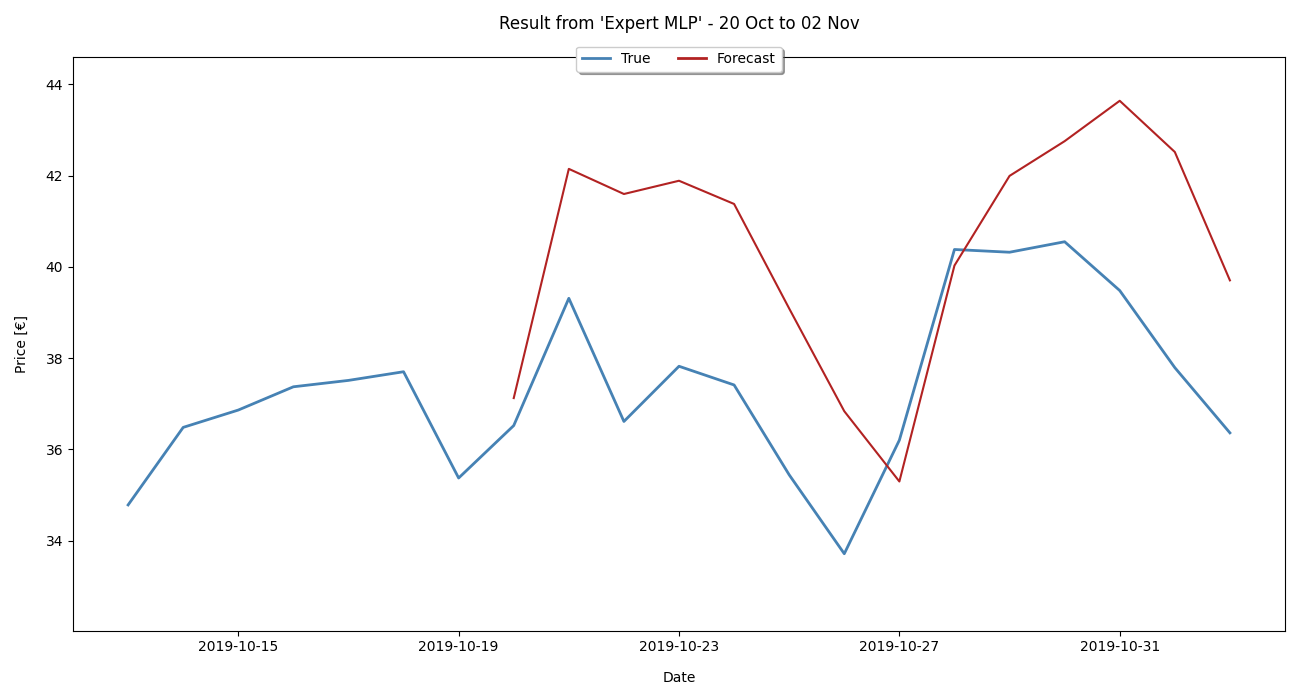 Result from 'Expert MLP' - 20 Oct to 02 Nov
True Forecast
44
42
40
38
36
34
Price [€]
2019-10-15 2019-10-19 2019-10-23 2019-10-27 2019-10-31
Date